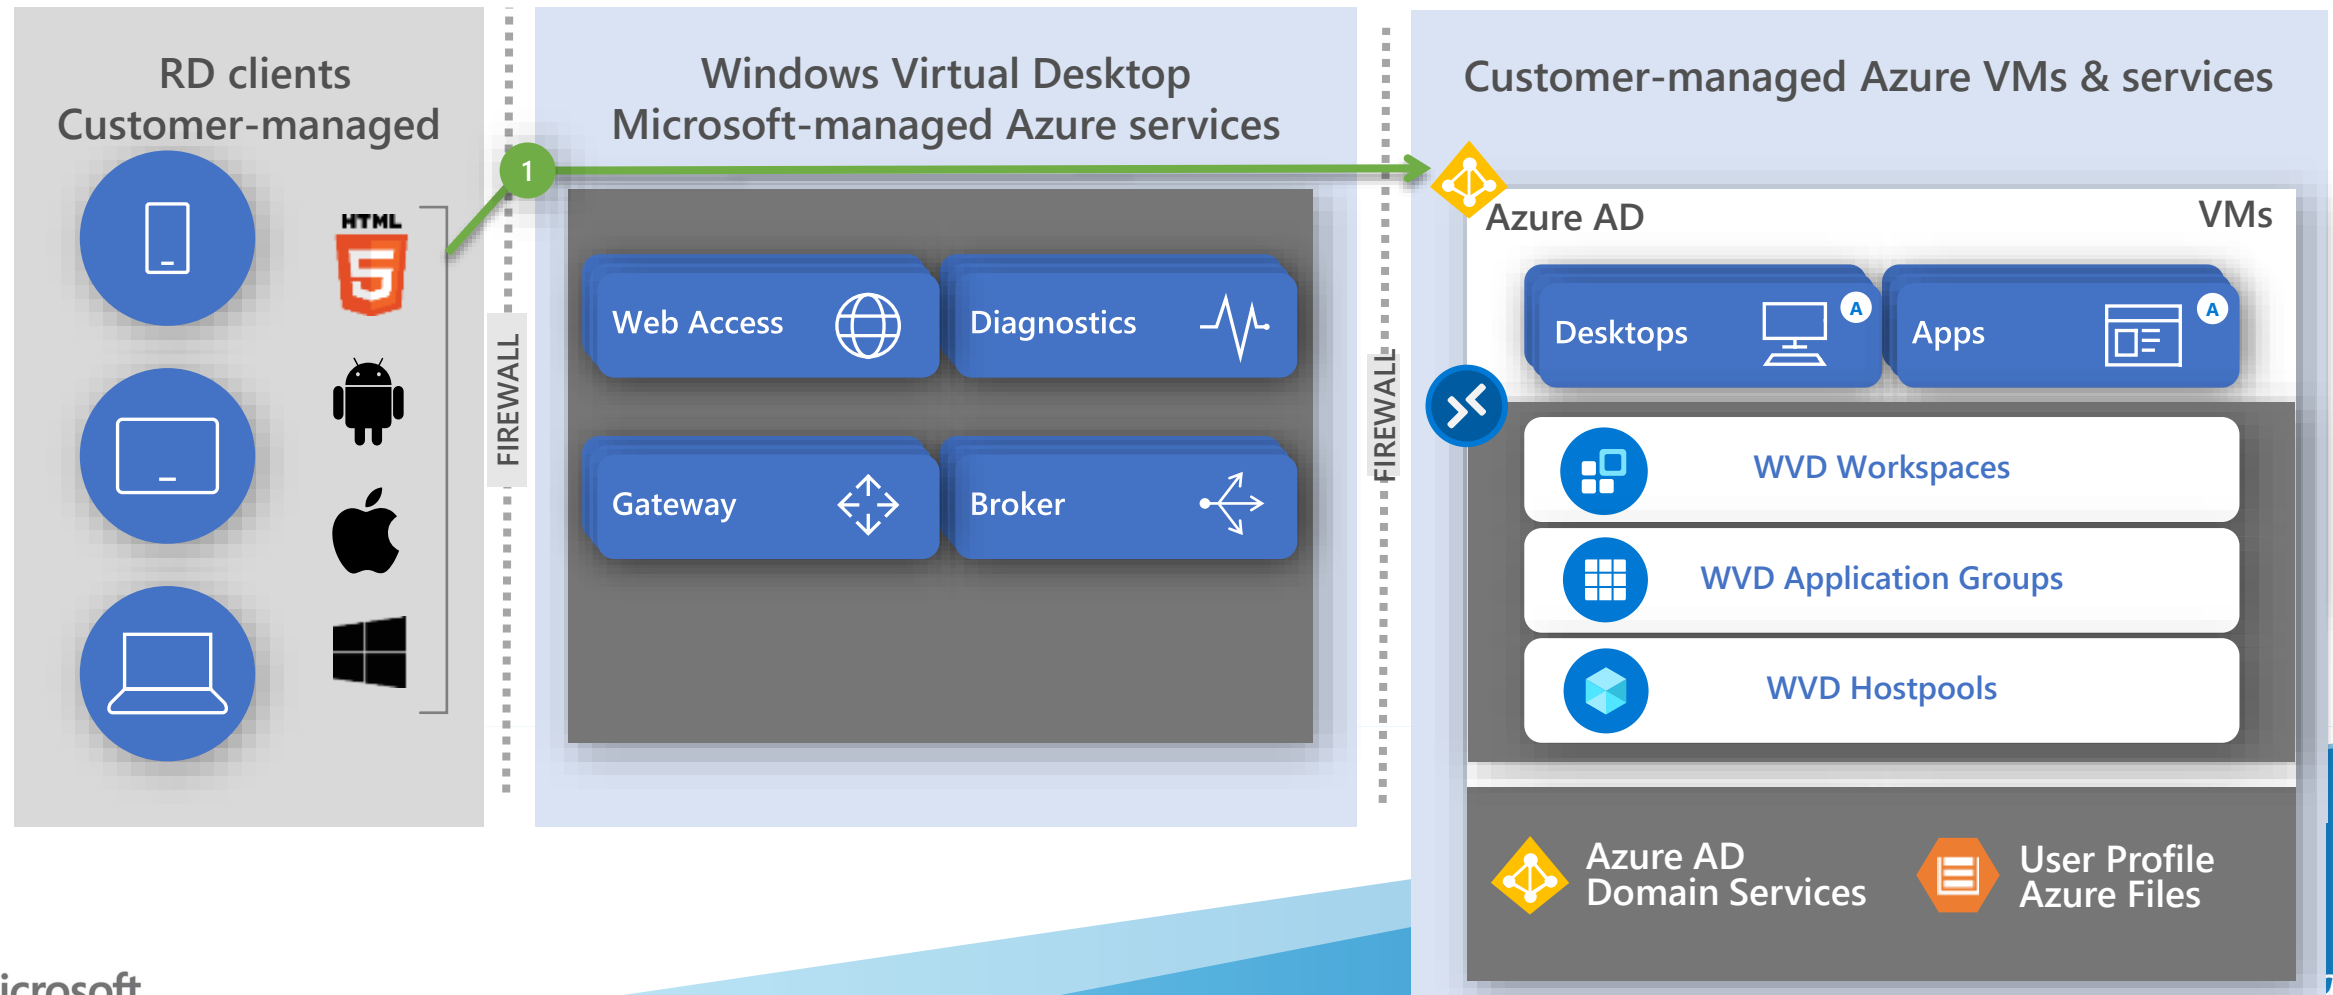 RD clients
Customer-managed
HTML
FIREWALL
Windows Virtual Desktop
Microsoft-managed Azure services
1
Web Access
Diagnostics
Gateway
Broker
FIREWALL
Customer-managed Azure VMs & services
Azure AD
VMs
Desktops
A
Apps
A
WVD Workspaces
WVD Application Groups
WVD Hostpools
Azure AD
Domain Services
User Profile
Azure Files
icrosoft